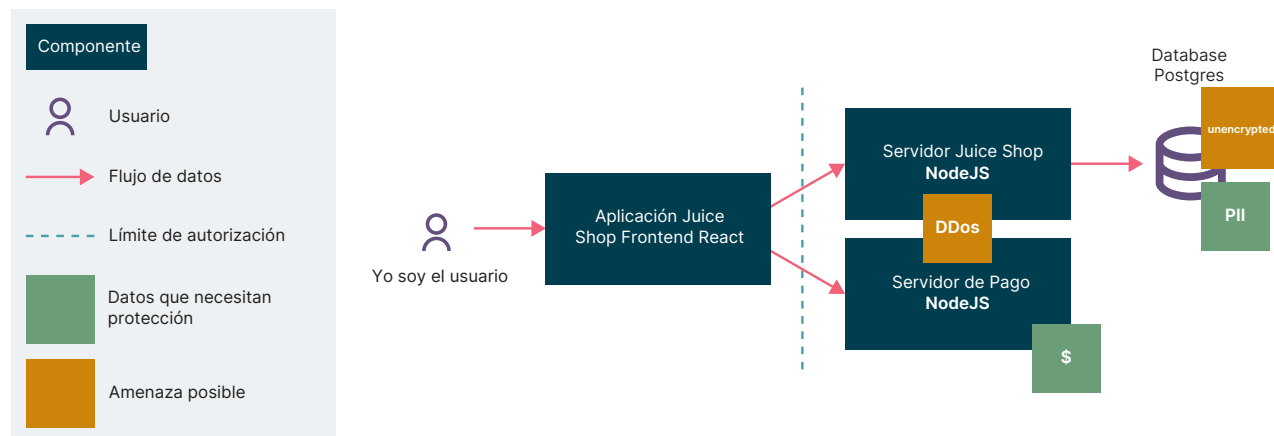 Componente
Usuario
Flujo de datos
Límite de autorización
Datos que necesitan
protección
Amenaza posible
Yo soy el usuario
Aplicación Juice
Shop Frontend React
Servidor Juice Shop
NodeJS
DDos
Servidor de Pago
NodeJS
$
Database
Postgres
unencrypted
PII